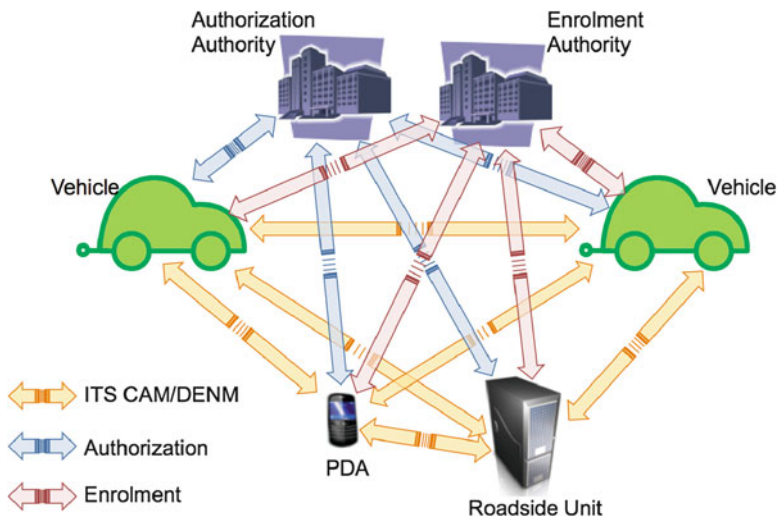 Authorization
Authority
Enrolment
Authority
Vehicle
Vehicle
ITS CAM/DENM
Authorization
Enrolment
PDA
Roadside Unit